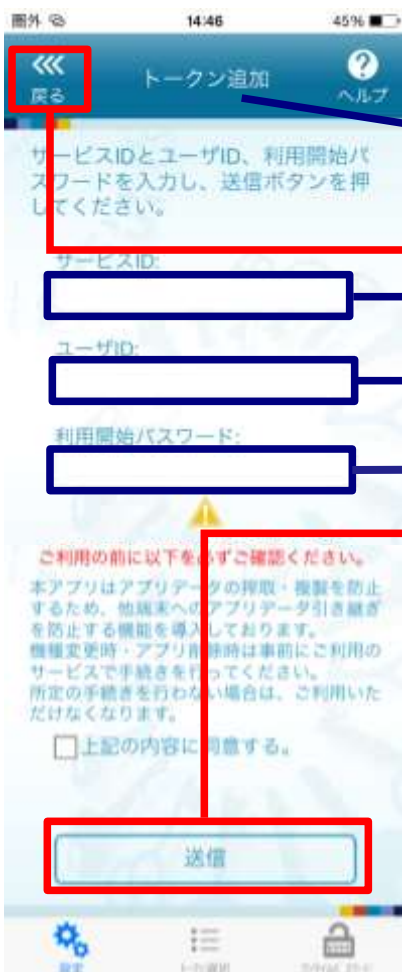 圏外 14:46 45%
戻る トークン追加 ヘルプ
サービスIDとユーザID、利用開始パ
スワードを入力し、送信ボタンを押
してください。
サービスID:
ユーザID:
利用開始パスワード:
ご利用の前に以下を必ずご確認ください。
本アプリはアプリデータの搾取・複製を防止
するため、他端末へのアプリデータ引き継ぎ
を防止する機能を導入しております。
機種変更時・アプリ削除時は事前にご利用の
サービスで手続きを行ってください。
所定の手続きを行わない場合は、ご利用いた
だけなくなります。
上記の内容に同意する。
送信
設定